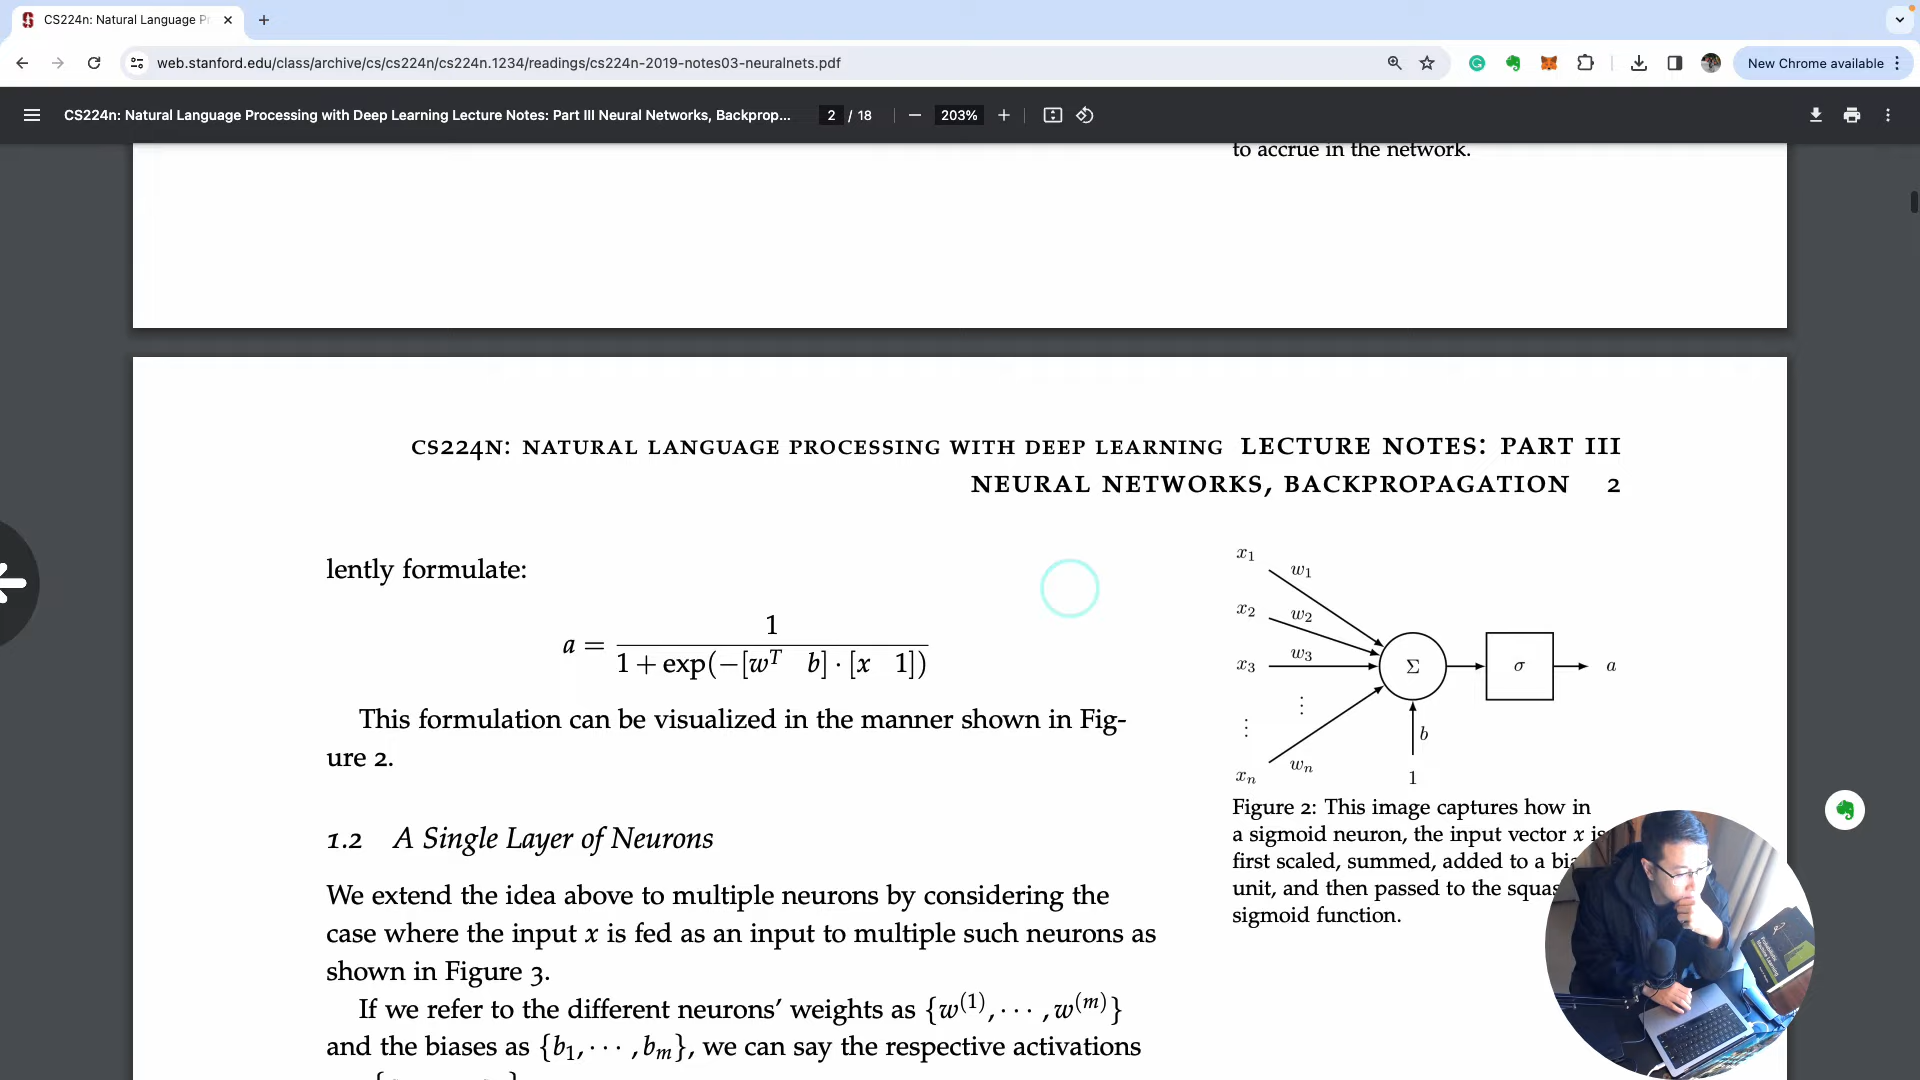 CS224n: Natural Language Pr
web.stanford.edu/class/archive/cs/cs224n/cs224n.1234/readings/cs224n-2019-notes03-neuralnets.pdf
New Chrome available
CS224n: Natural Language Processing with Deep Learning Lecture Notes: Part III Neural Networks, Backprop...
2 / 18
203%
to accrue in the network.
CS224N: NATURAL LANGUAGE PROCESSING WITH DEEP LEARNING LECTURE NOTES: PART III
NEURAL NETWORKS, BACKPROPAGATION 2
lently formulate:
a = 1 / (1 + exp(−[w^T b] · [x 1]))
This formulation can be visualized in the manner shown in Fig-
ure 2.
1.2 A Single Layer of Neurons
We extend the idea above to multiple neurons by considering the
case where the input x is fed as an input to multiple such neurons as
shown in Figure 3.
If we refer to the different neurons' weights as {w^(1), · · · , w^(m)}
and the biases as {b_1, · · · , b_m}, we can say the respective activations
x_1
w_1
x_2
w_2
x_3
w_3
Σ
σ
a
⋮
⋮
b
x_n
w_n
1
Figure 2: This image captures how in
a sigmoid neuron, the input vector x is
first scaled, summed, added to a bia
unit, and then passed to the squas
sigmoid function.